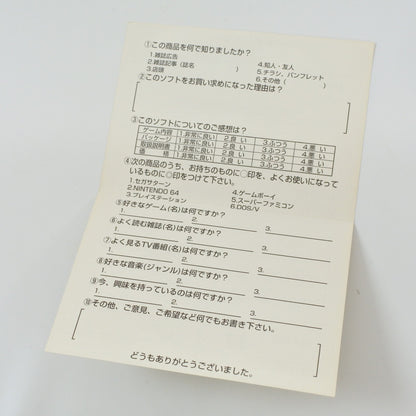 ①この商品を何で知りましたか？
1.雑誌広告 4.知人・友人
2.雑誌記事（誌名 ） 5.チラシ、パンフレット
3.店頭 6.その他（ ）
②このソフトをお買い求めになった理由は？
③このソフトについてのご感想は？
ゲーム内容 1.非常に良い 2.良い 3.ふつう 4.悪い
パッケージ 1.非常に良い 2.良い 3.ふつう 4.悪い
取扱説明書 1.非常に良い 2.良い 3.ふつう 4.悪い
価格 1.非常に良い 2.良い 3.ふつう 4.悪い
④次の商品のうち、お持ちのものに○印を、よくお使いになって
いるものに◎印をつけて下さい。
1.セガサターン 4.ゲームボーイ
2.NINTENDO 64 5.スーパーファミコン
3.プレイステーション 6.DOS/V
⑤好きなゲーム(名)は何ですか？
1. 2. 3.
⑥よく読む雑誌(名)は何ですか？
1. 2. 3.
⑦よく見るTV番組(名)は何ですか？
1. 2. 3.
⑧好きな音楽(ジャンル)は何ですか？
1. 2. 3.
⑨今、興味を持っているのは何ですか？
1. 2. 3.
⑩その他、ご意見、ご希望など何でもお書き下さい。
どうもありがとうございました。